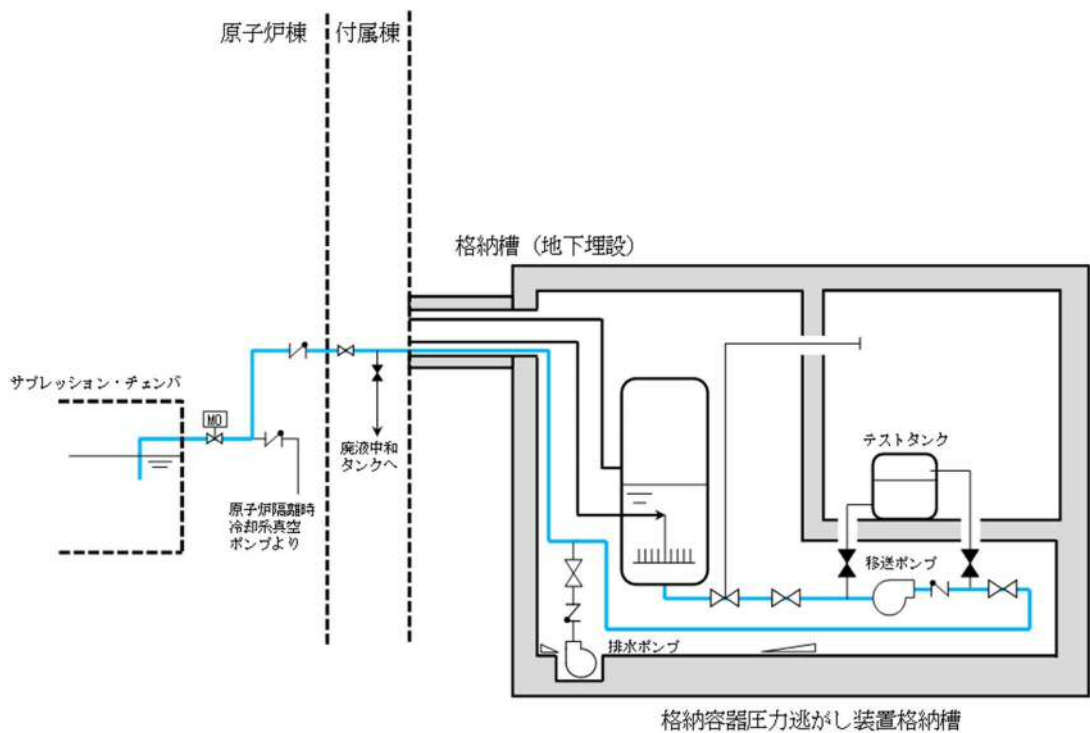 原子炉棟
付属棟
格納槽（地下埋設）
サプレッション・チェンバ
MO
廃液中和
タンクへ
原子炉隔離時
冷却系真空
ポンプより
テストタンク
移送ポンプ
排水ポンプ
格納容器圧力逃がし装置格納槽